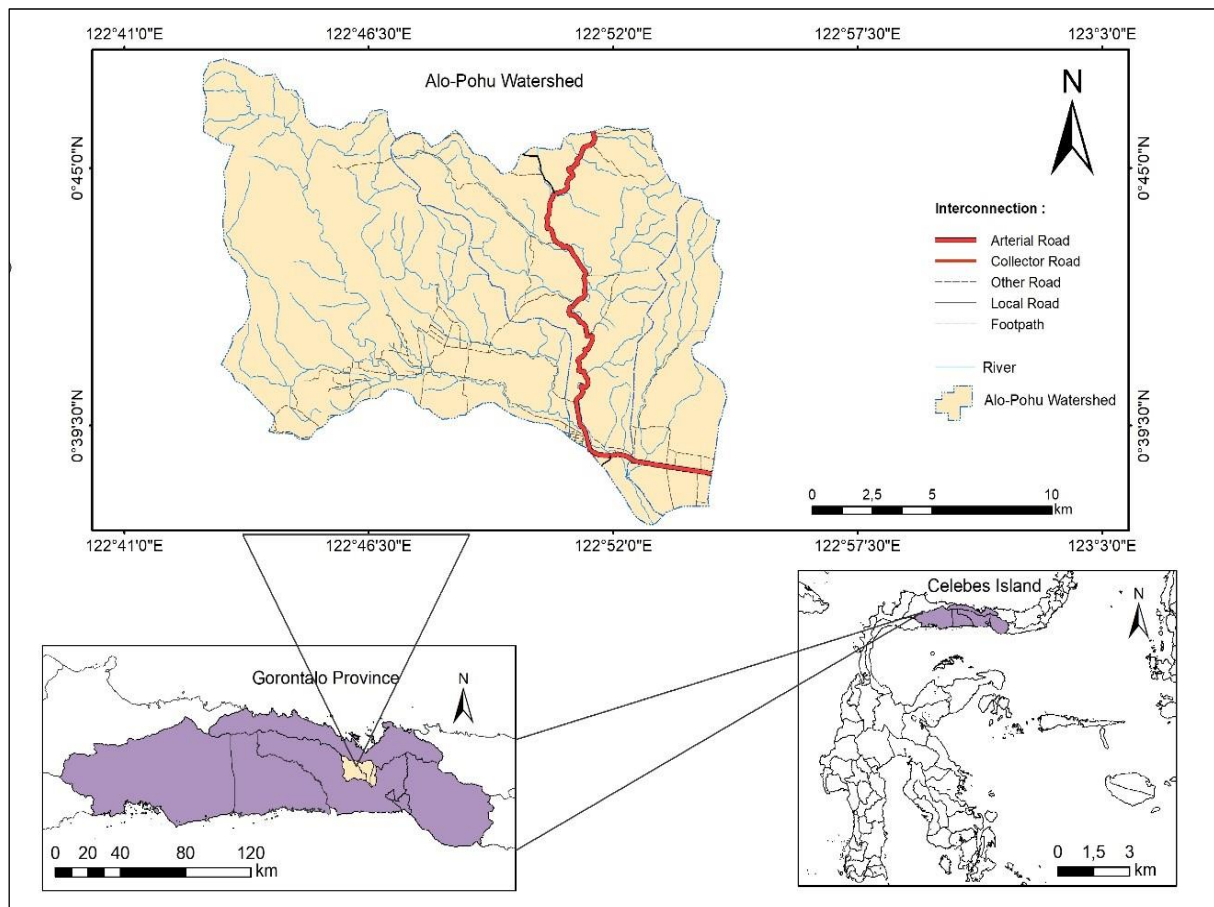 122°41'0"E 122°46'30"E 122°52'0"E 122°57'30"E 123°3'0"E
Alo-Pohu Watershed
N
0°45'0"N
0°45'0"N
Interconnection :
Arterial Road
Collector Road
Other Road
Local Road
Footpath
River
Alo-Pohu Watershed
0°39'30"N
0°39'30"N
0 2,5 5 10
km
122°41'0"E 122°46'30"E 122°52'0"E 122°57'30"E 123°3'0"E
Celebes Island
N
0 1,5 3
km
Gorontalo Province
N
0 20 40 80 120
km